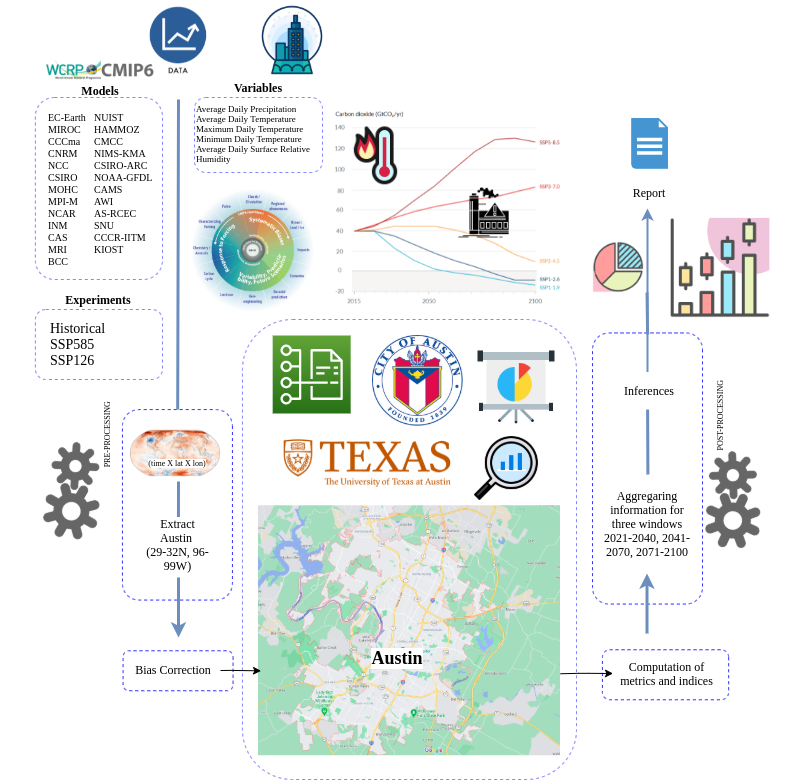 DATA
WCRP CMIP6
Models
EC-Earth NUIST
MIROC HAMMOZ
CCCma CMCC
CNRM NIMS-KMA
NCC CSIRO-ARC
CSIRO NOAA-GFDL
MOHC CAMS
MPI-M AWI
NCAR AS-RCEC
INM SNU
CAS CCCR-IITM
MRI KIOST
BCC
Experiments
Historical
SSP585
SSP126
Variables
Average Daily Precipitation
Average Daily Temperature
Maximum Daily Temperature
Minimum Daily Temperature
Average Daily Surface Relative
Humidity
Carbon dioxide (GtCO₂/yr)
140
120
100
80
60
40
20
0
-20
2015 2050 2100
SSP5-8.5
SSP3-7.0
SSP2-4.5
SSP1-2.6
SSP1-1.9
PRE-PROCESSING
(time X lat X lon)
Extract
Austin
(29-32N, 96-
99W)
Bias Correction
CITY OF AUSTIN
FOUNDED 1839
TEXAS
The University of Texas at Austin
Austin
Google
Computation of
metrics and indices
Aggregaring
information for
three windows
2021-2040, 2041-
2070, 2071-2100
POST-PROCESSING
Inferences
Report